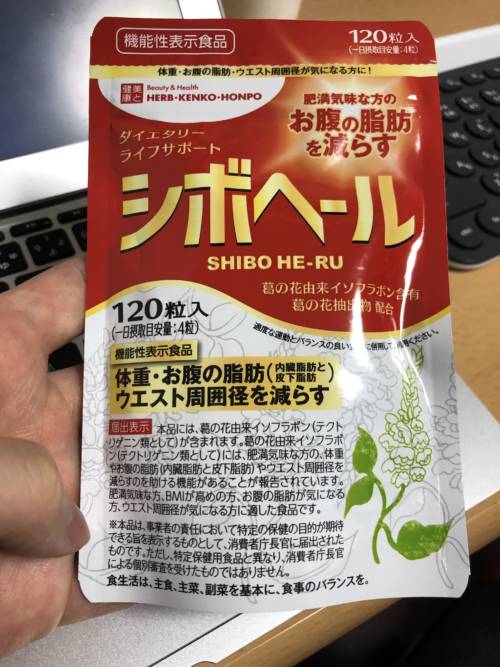 機能性表示食品
120粒入
(一日摂取目安量:4粒)
体重・お腹の脂肪・ウエスト周囲径が気になる方に!
美と健康
Beauty & Health
HERB・KENKO・HONPO
肥満気味な方の
お腹の脂肪
を減らす
ダイエタリー
ライフサポート
シボヘール
SHIBO HE-RU
葛の花由来イソフラボン含有
葛の花抽出物 配合
120粒入
(一日摂取目安量:4粒)
適度な運動とバランスの良い
ください。
機能性表示食品
体重・お腹の脂肪(内臓脂肪と皮下脂肪)
ウエスト周囲径を減らす
届出表示 本品には、葛の花由来イソフラボン(テクト
リゲニン類として)が含まれます。葛の花由来イソフラボ
ン(テクトリゲニン類として)には、肥満気味な方の、体重
やお腹の脂肪(内臓脂肪と皮下脂肪)やウエスト周囲径を
減らすのを助ける機能があることが報告されています。
肥満気味な方、BMIが高めの方、お腹の脂肪が気になる
方、ウエスト周囲径が気になる方に適した食品です。
※本品は、事業者の責任において特定の保健の目的が期待
できる旨を表示するものとして、消費者庁長官に届出された
ものです。ただし、特定保健用食品と異なり、消費者庁長官
による個別審査を受けたものではありません。
食生活は、主食、主菜、副菜を基本に、食事のバランスを。